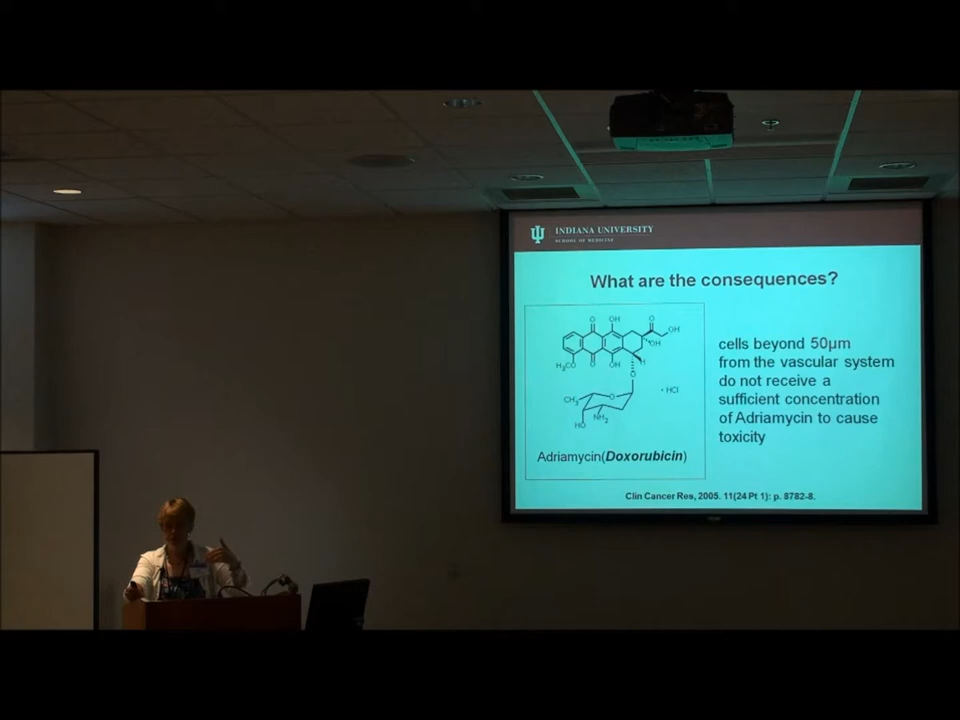 INDIANA UNIVERSITY
SCHOOL OF MEDICINE
What are the consequences?
O OH O OH
OH
H₃CO O OH H
O
CH₃ O • HCl
NH₂
HO
Adriamycin(Doxorubicin)
cells beyond 50µm
from the vascular system
do not receive a
sufficient concentration
of Adriamycin to cause
toxicity
Clin Cancer Res, 2005. 11(24 Pt 1): p. 8782-8.